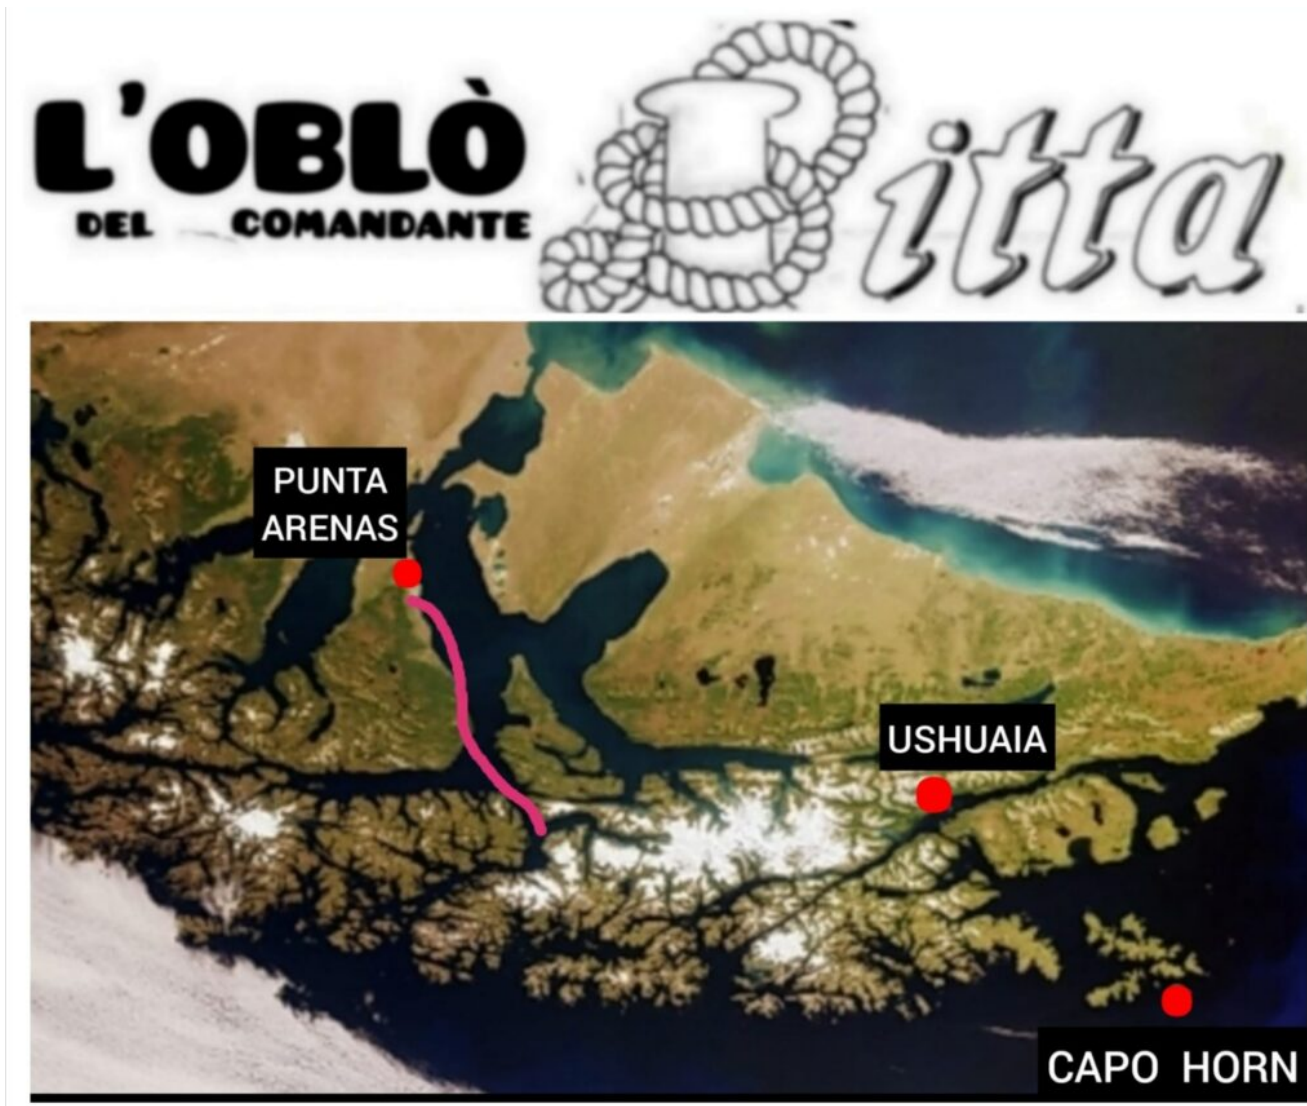 L'OBLÒ
DEL COMANDANTE
Bitta
PUNTA
ARENAS
USHUAIA
CAPO HORN